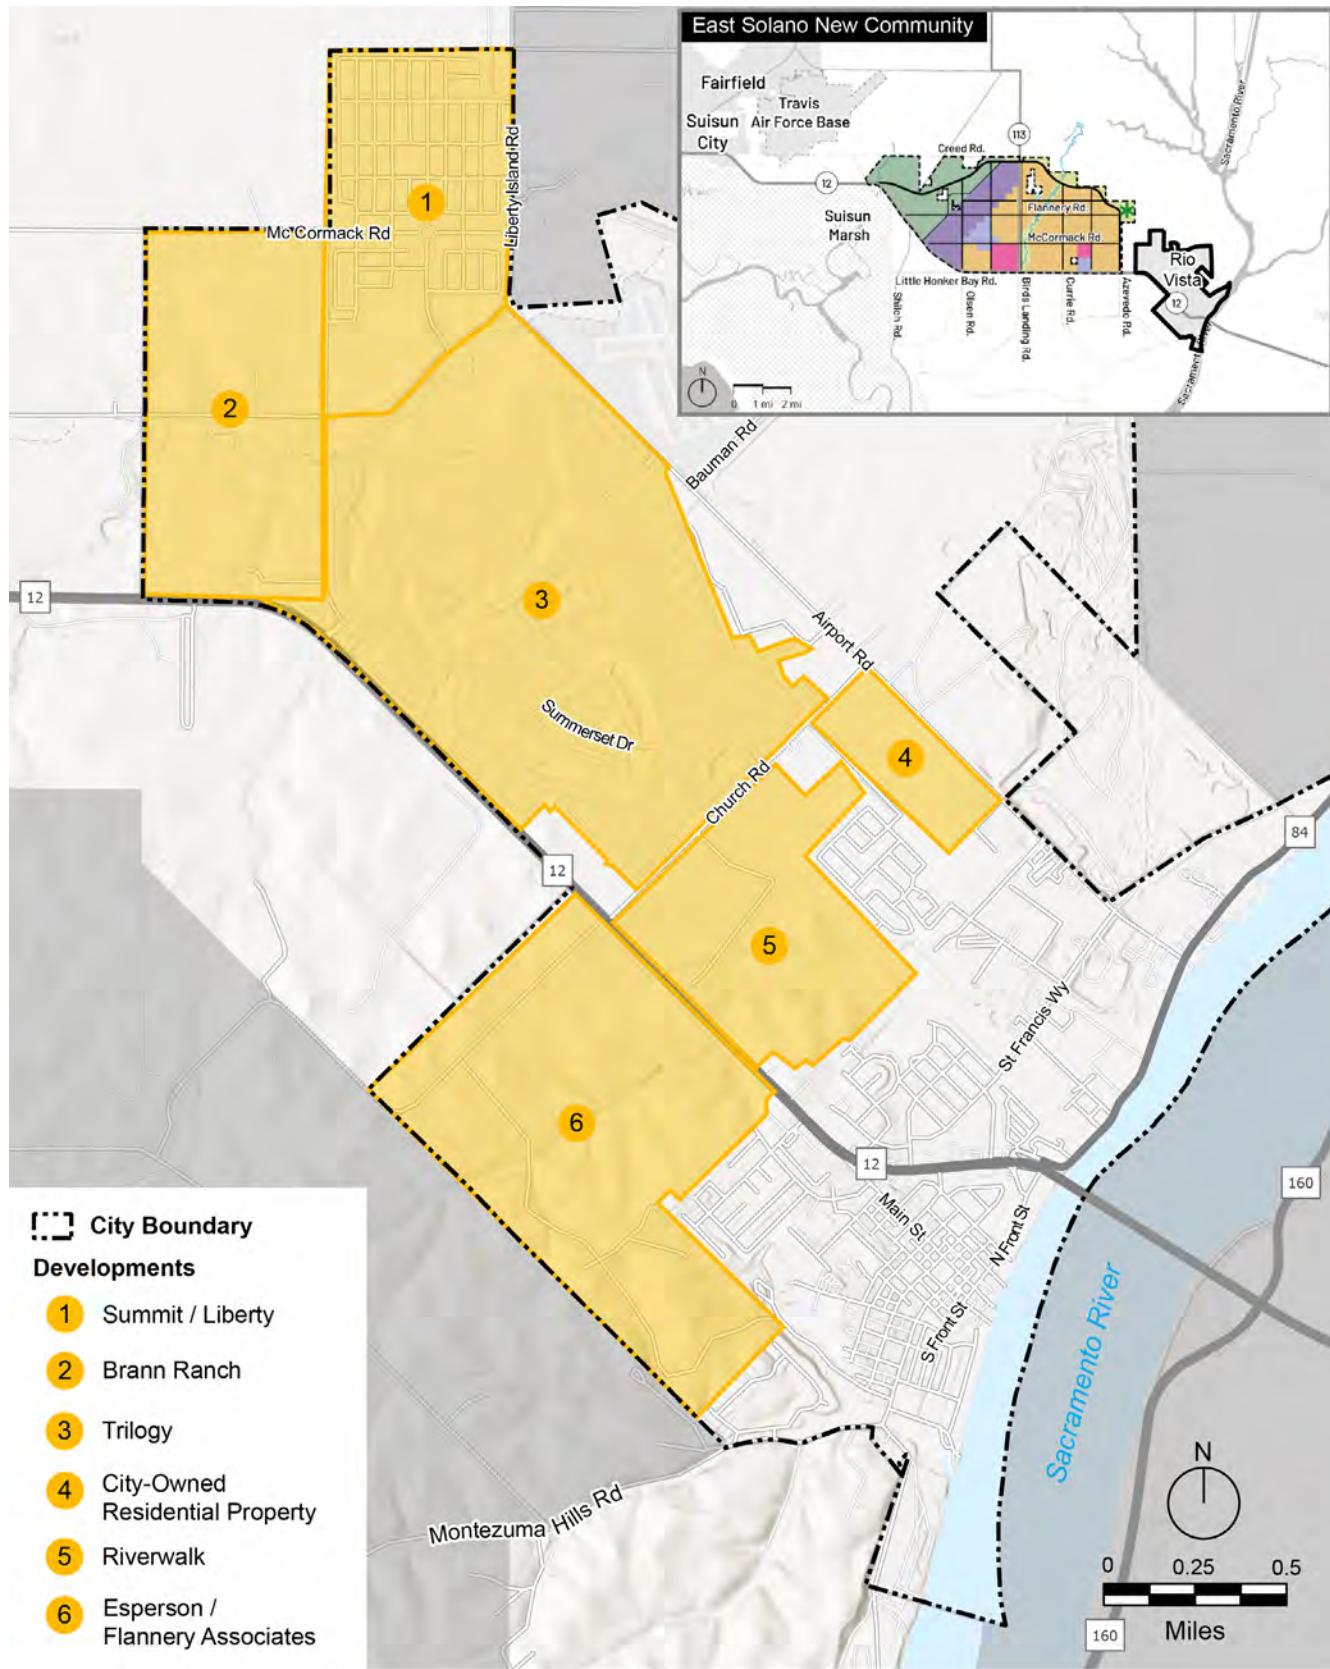 East Solano New Community
Fairfield
Travis
Air Force Base
Suisun
City
Creed Rd.
113
12
Sacramento River
Flannery Rd.
Suisun
Marsh
McCormack Rd.
Rio
Vista
Little Honker Bay Rd.
12
Shiloh Rd.
Olsen Rd.
Birds Landing Rd.
Currie Rd.
Azevedo Rd.
Sacramento River
N
0 1 mi 2 mi
1
Liberty Island Rd
Mc Cormack Rd
2
Bauman Rd
12
3
Airport Rd
Summerset Dr
4
Church Rd
84
12
5
St Francis Wy
6
12
160
Main St
N Front St
S Front St
Sacramento River
Montezuma Hills Rd
City Boundary
Developments
1 Summit / Liberty
2 Brann Ranch
3 Trilogy
4 City-Owned
Residential Property
5 Riverwalk
6 Esperson /
Flannery Associates
N
0 0.25 0.5
Miles
160